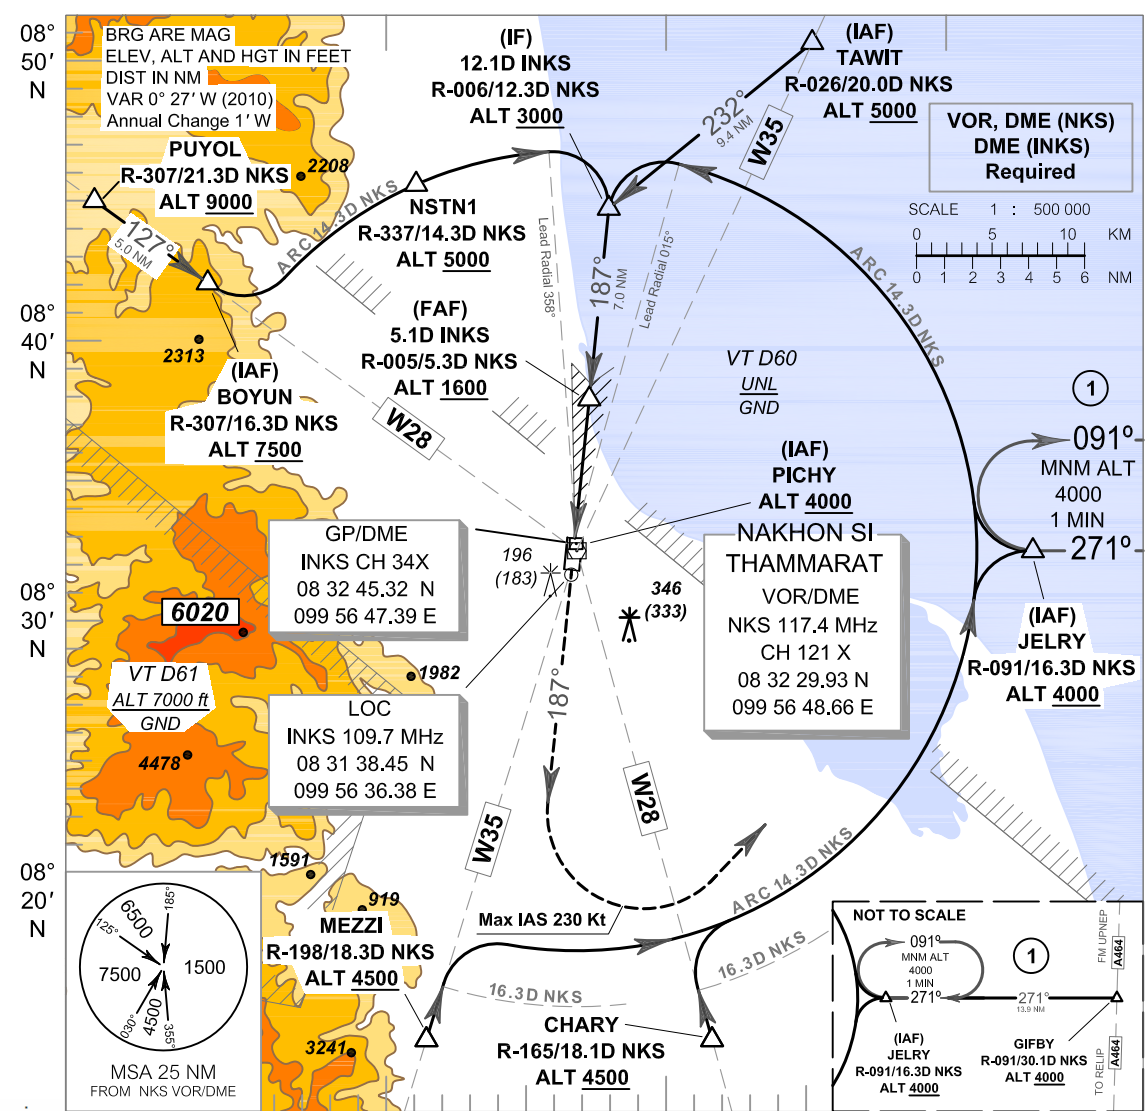 08°
50'
N
BRG ARE MAG
ELEV, ALT AND HGT IN FEET
DIST IN NM
VAR 0° 27' W (2010)
Annual Change 1' W
PUYOL
R-307/21.3D NKS
ALT 9000
2208
127°
5.0 NM
ARC 14.3D NKS
NSTN1
R-337/14.3D NKS
ALT 5000
(IF)
12.1D INKS
R-006/12.3D NKS
ALT 3000
(IAF)
TAWIT
R-026/20.0D NKS
ALT 5000
232°
9.4 NM
W35
VOR, DME (NKS)
DME (INKS)
Required
SCALE 1 : 500 000
0 5 10 KM
0 1 2 3 4 5 6 NM
Lead Radial 358°
187°
7.0 NM
Lead Radial 015°
ARC 14.3D NKS
08°
40'
N
2313
(IAF)
BOYUN
R-307/16.3D NKS
ALT 7500
(FAF)
5.1D INKS
R-005/5.3D NKS
ALT 1600
W28
VT D60
UNL
GND
(IAF)
PICHY
ALT 4000
1
091°
MNM ALT
4000
1 MIN
271°
(IAF)
JELRY
R-091/16.3D NKS
ALT 4000
GP/DME
INKS CH 34X
08 32 45.32 N
099 56 47.39 E
196
(183)
346
(333)
NAKHON SI
THAMMARAT
VOR/DME
NKS 117.4 MHz
CH 121 X
08 32 29.93 N
099 56 48.66 E
08°
30'
N
6020
VT D61
ALT 7000 ft
GND
1982
4478
LOC
INKS 109.7 MHz
08 31 38.45 N
099 56 36.38 E
187°
W35
W28
ARC 14.3D NKS
08°
20'
N
1591
919
Max IAS 230 Kt
MEZZI
R-198/18.3D NKS
ALT 4500
16.3D NKS
16.3D NKS
CHARY
R-165/18.1D NKS
ALT 4500
3241
6500
185°
125°
7500
1500
030°
4500
355°
MSA 25 NM
FROM NKS VOR/DME
NOT TO SCALE
091°
MNM ALT
4000
1 MIN
271°
1
271°
13.9 NM
FM UPNEP
A464
TO RELIP
A464
(IAF)
JELRY
R-091/16.3D NKS
ALT 4000
GIFBY
R-091/30.1D NKS
ALT 4000